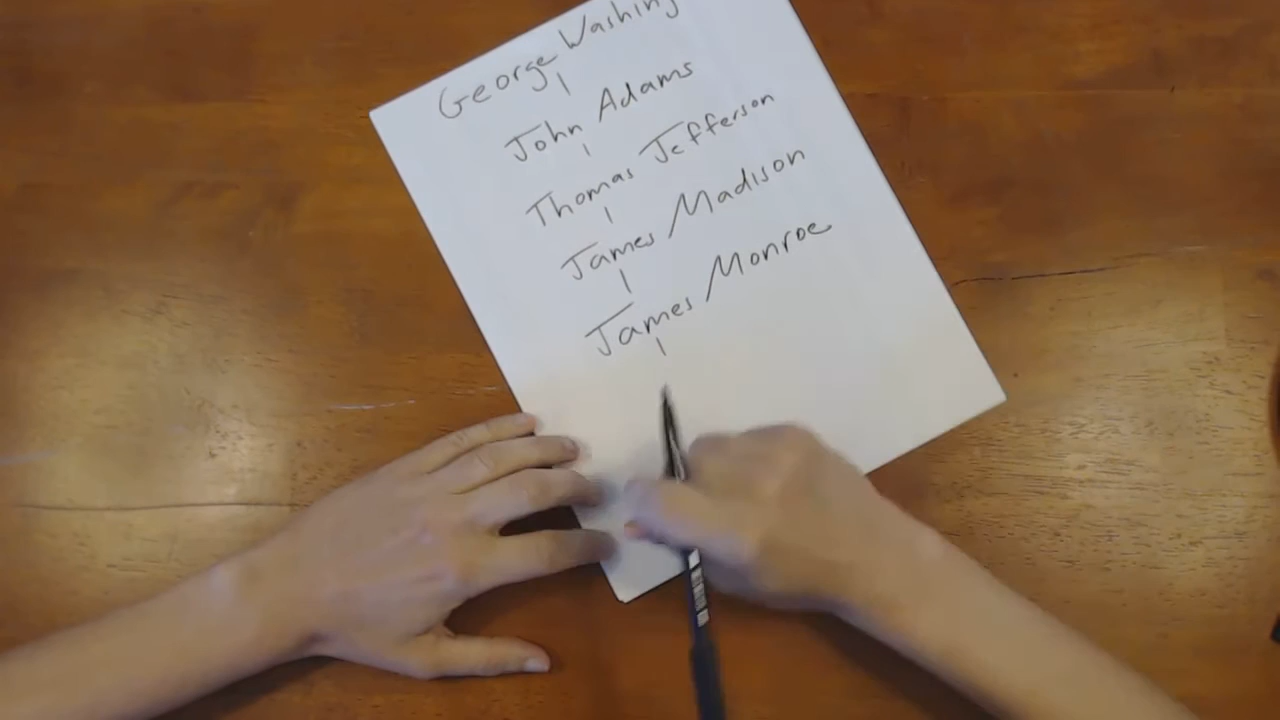 George Washing
John Adams
Thomas Jefferson
James Madison
James Monroe